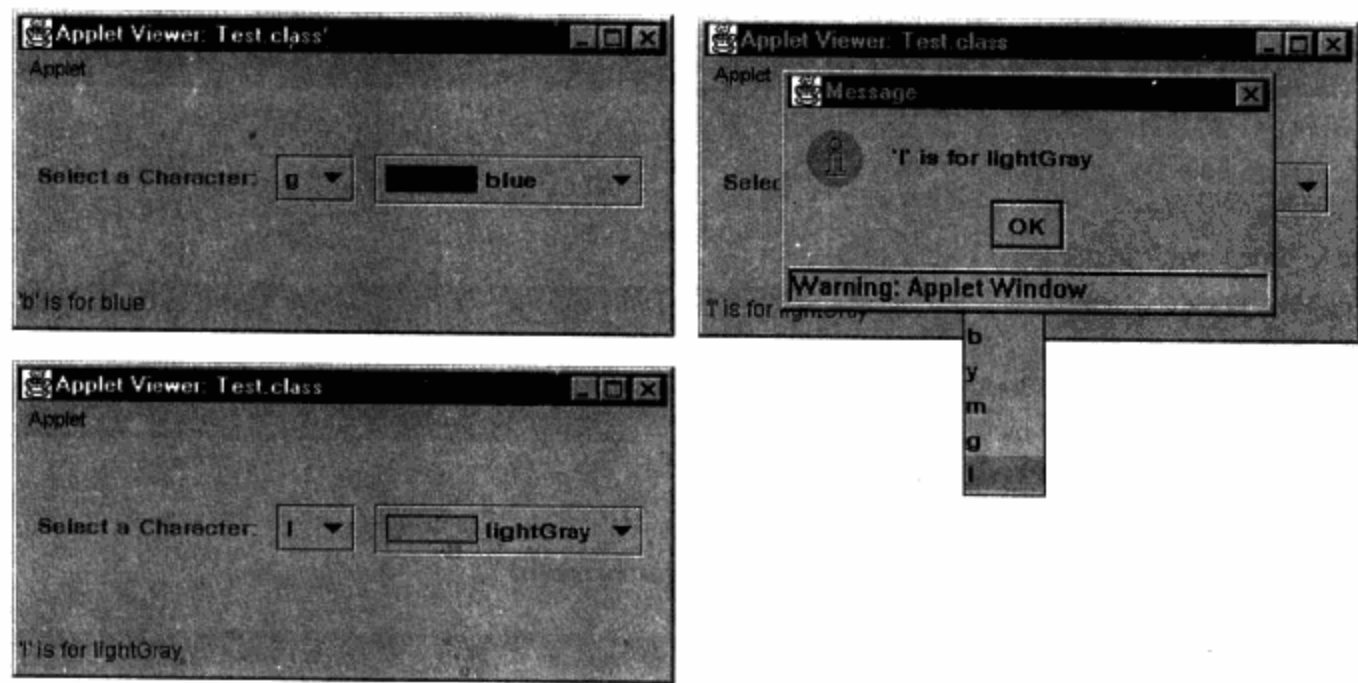 Applet Viewer: Test.class'
Applet
Select a Character: g blue
'b' is for blue
Applet Viewer: Test.class
Applet
Message
'l' is for lightGray
Selec
OK
Warning: Applet Window
'l' is for lightGray
b
y
m
g
l
Applet Viewer: Test.class
Applet
Select a Character: l lightGray
'l' is for lightGray